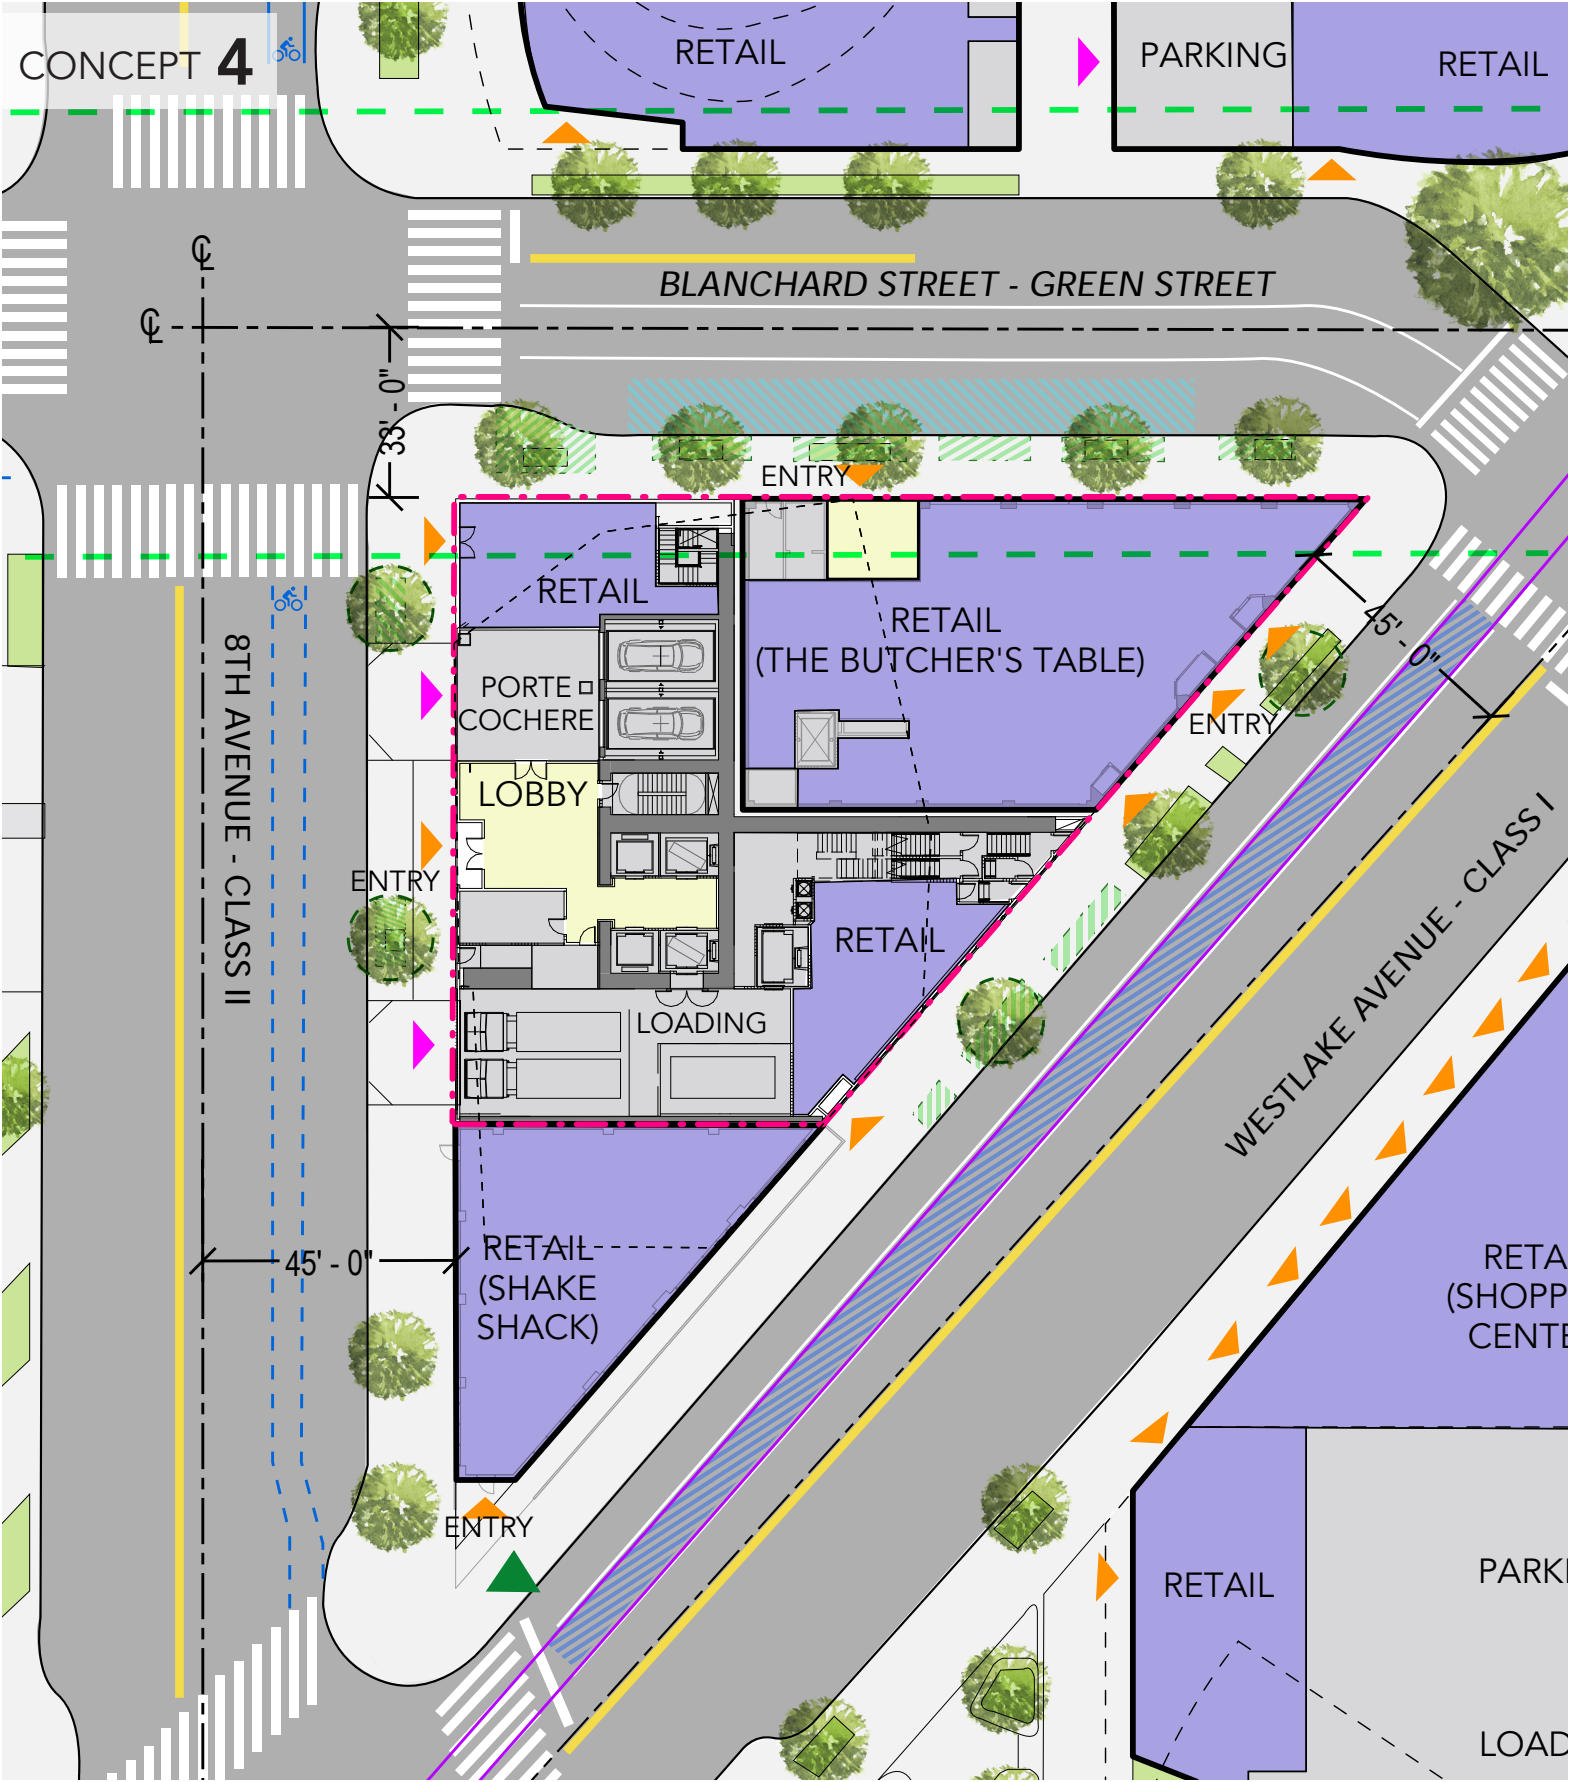 CONCEPT 4
RETAIL
PARKING
RETAIL
℄
BLANCHARD STREET - GREEN STREET
℄
33' - 0"
ENTRY
RETAIL
RETAIL
(THE BUTCHER'S TABLE)
45' - 0"
8TH AVENUE - CLASS II
PORTE
COCHERE
ENTRY
LOBBY
ENTRY
RETAIL
WESTLAKE AVENUE - CLASS I
LOADING
45' - 0"
RETAIL
(SHAKE
SHACK)
RETA
(SHOPP
CENTE
ENTRY
RETAIL
PARKI
LOAD